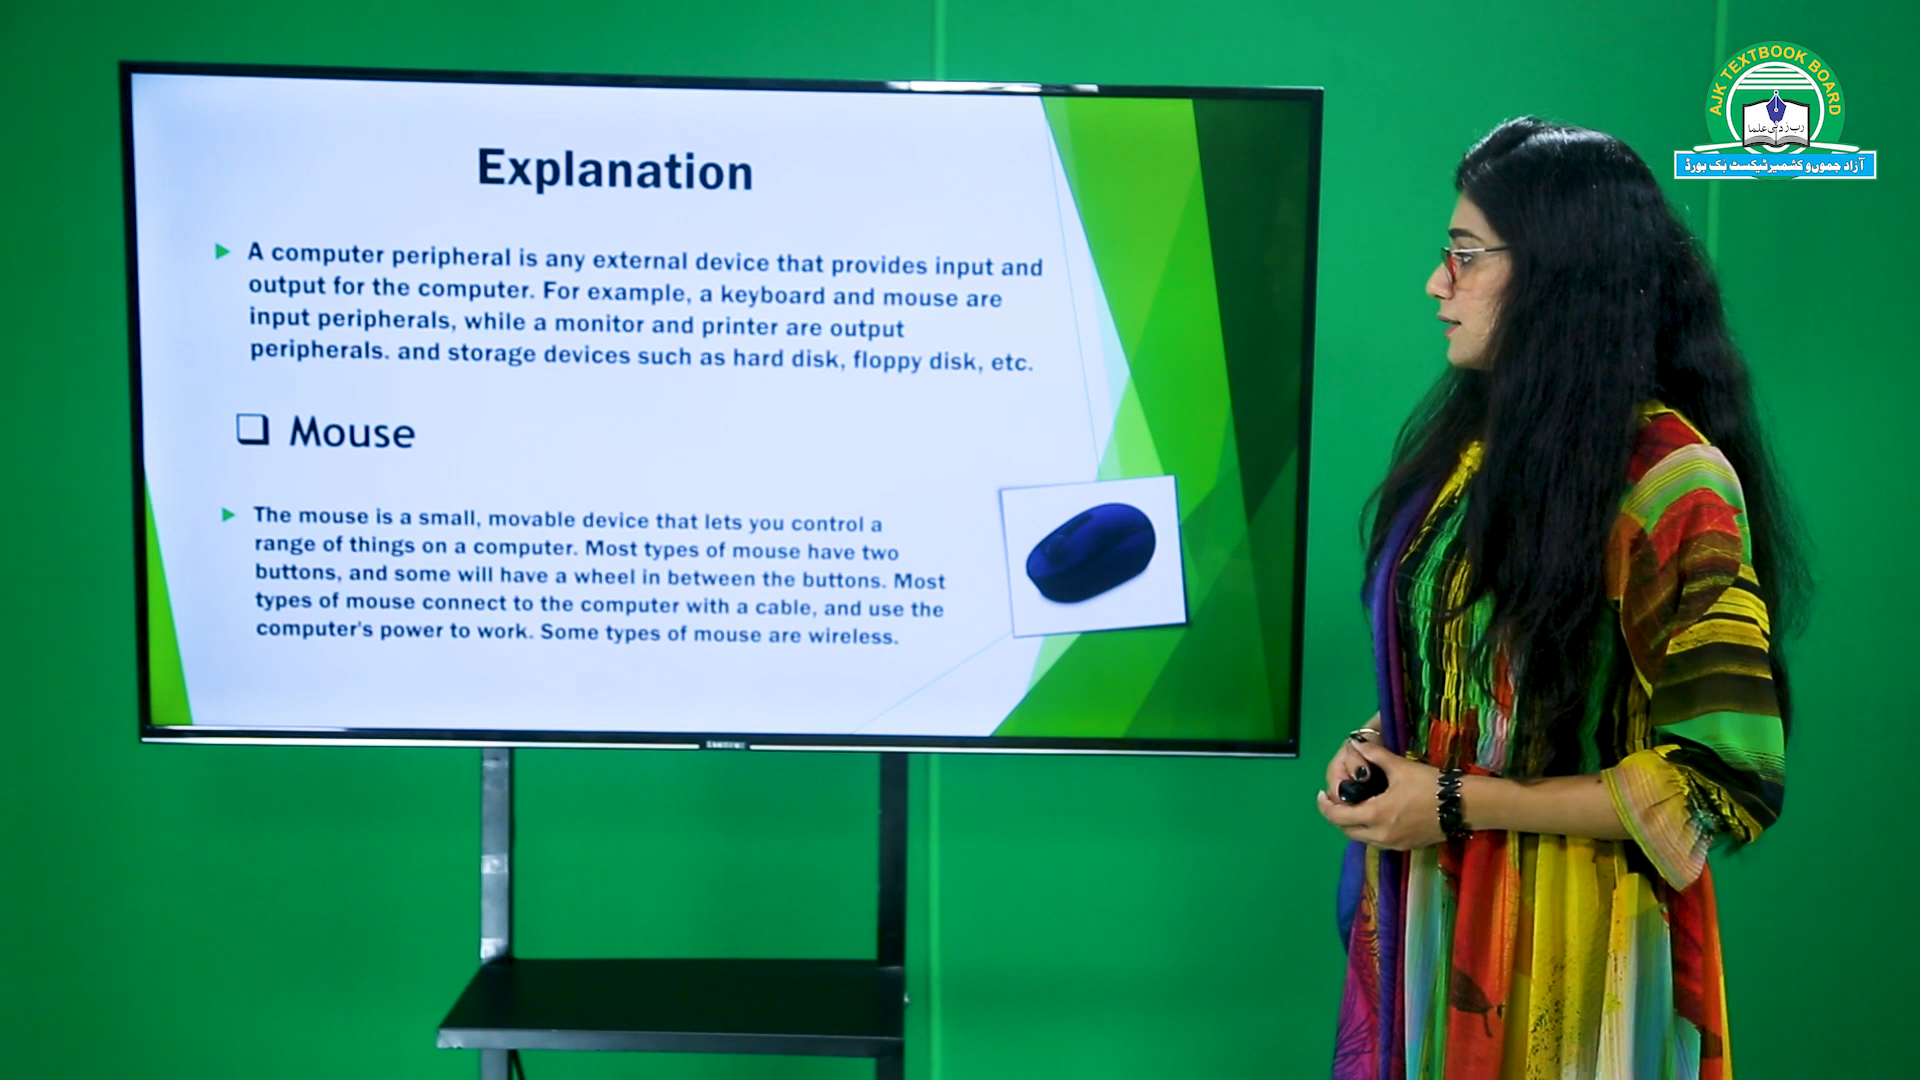 Explanation
A computer peripheral is any external device that provides input and
output for the computer. For example, a keyboard and mouse are
input peripherals, while a monitor and printer are output
peripherals. and storage devices such as hard disk, floppy disk, etc.
Mouse
The mouse is a small, movable device that lets you control a
range of things on a computer. Most types of mouse have two
buttons, and some will have a wheel in between the buttons. Most
types of mouse connect to the computer with a cable, and use the
computer's power to work. Some types of mouse are wireless.
AJK TEXTBOOK BOARD
رب زدنی علما
آزاد جموں و کشمیر ٹیکسٹ بک بورڈ